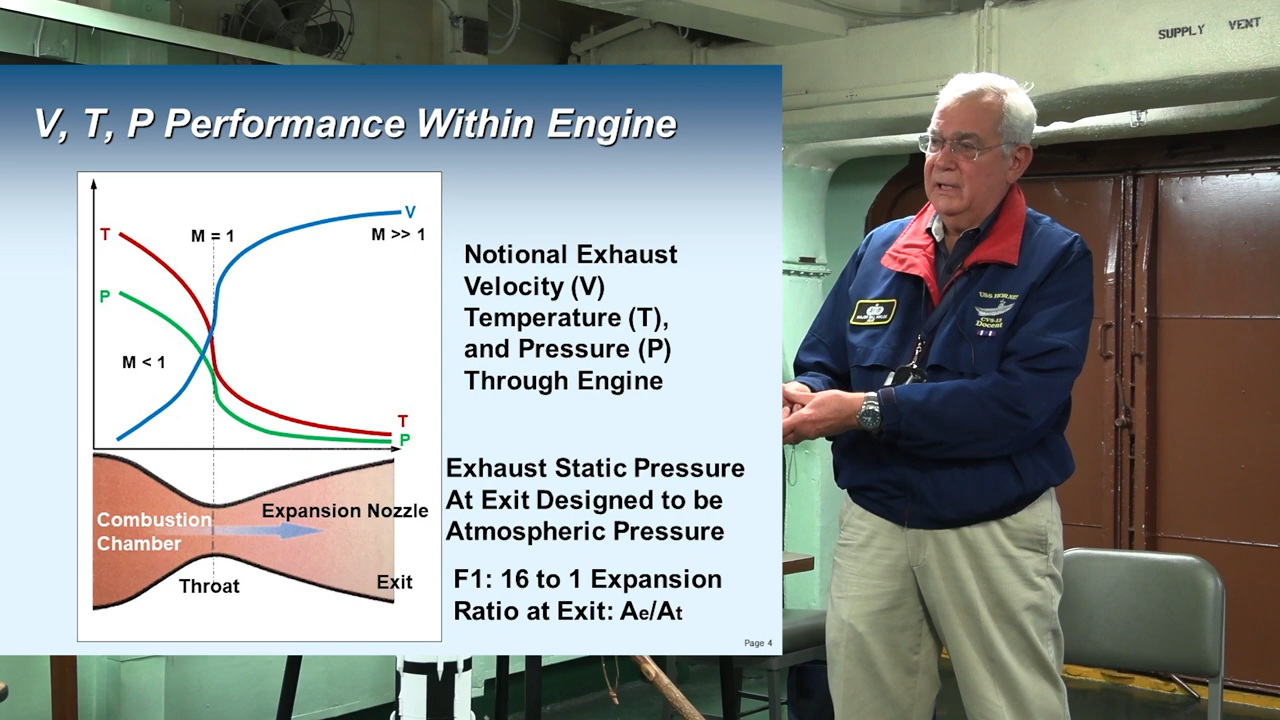 SUPPLY VENT
V, T, P Performance Within Engine
V
T
M = 1
M >> 1
P
M < 1
T
P
Notional Exhaust
Velocity (V)
Temperature (T),
and Pressure (P)
Through Engine
Combustion
Chamber
Expansion Nozzle
Throat
Exit
Exhaust Static Pressure
At Exit Designed to be
Atmospheric Pressure
F1: 16 to 1 Expansion
Ratio at Exit: Ae/At
Page 4
USS HORNET
CVS-12
Docent